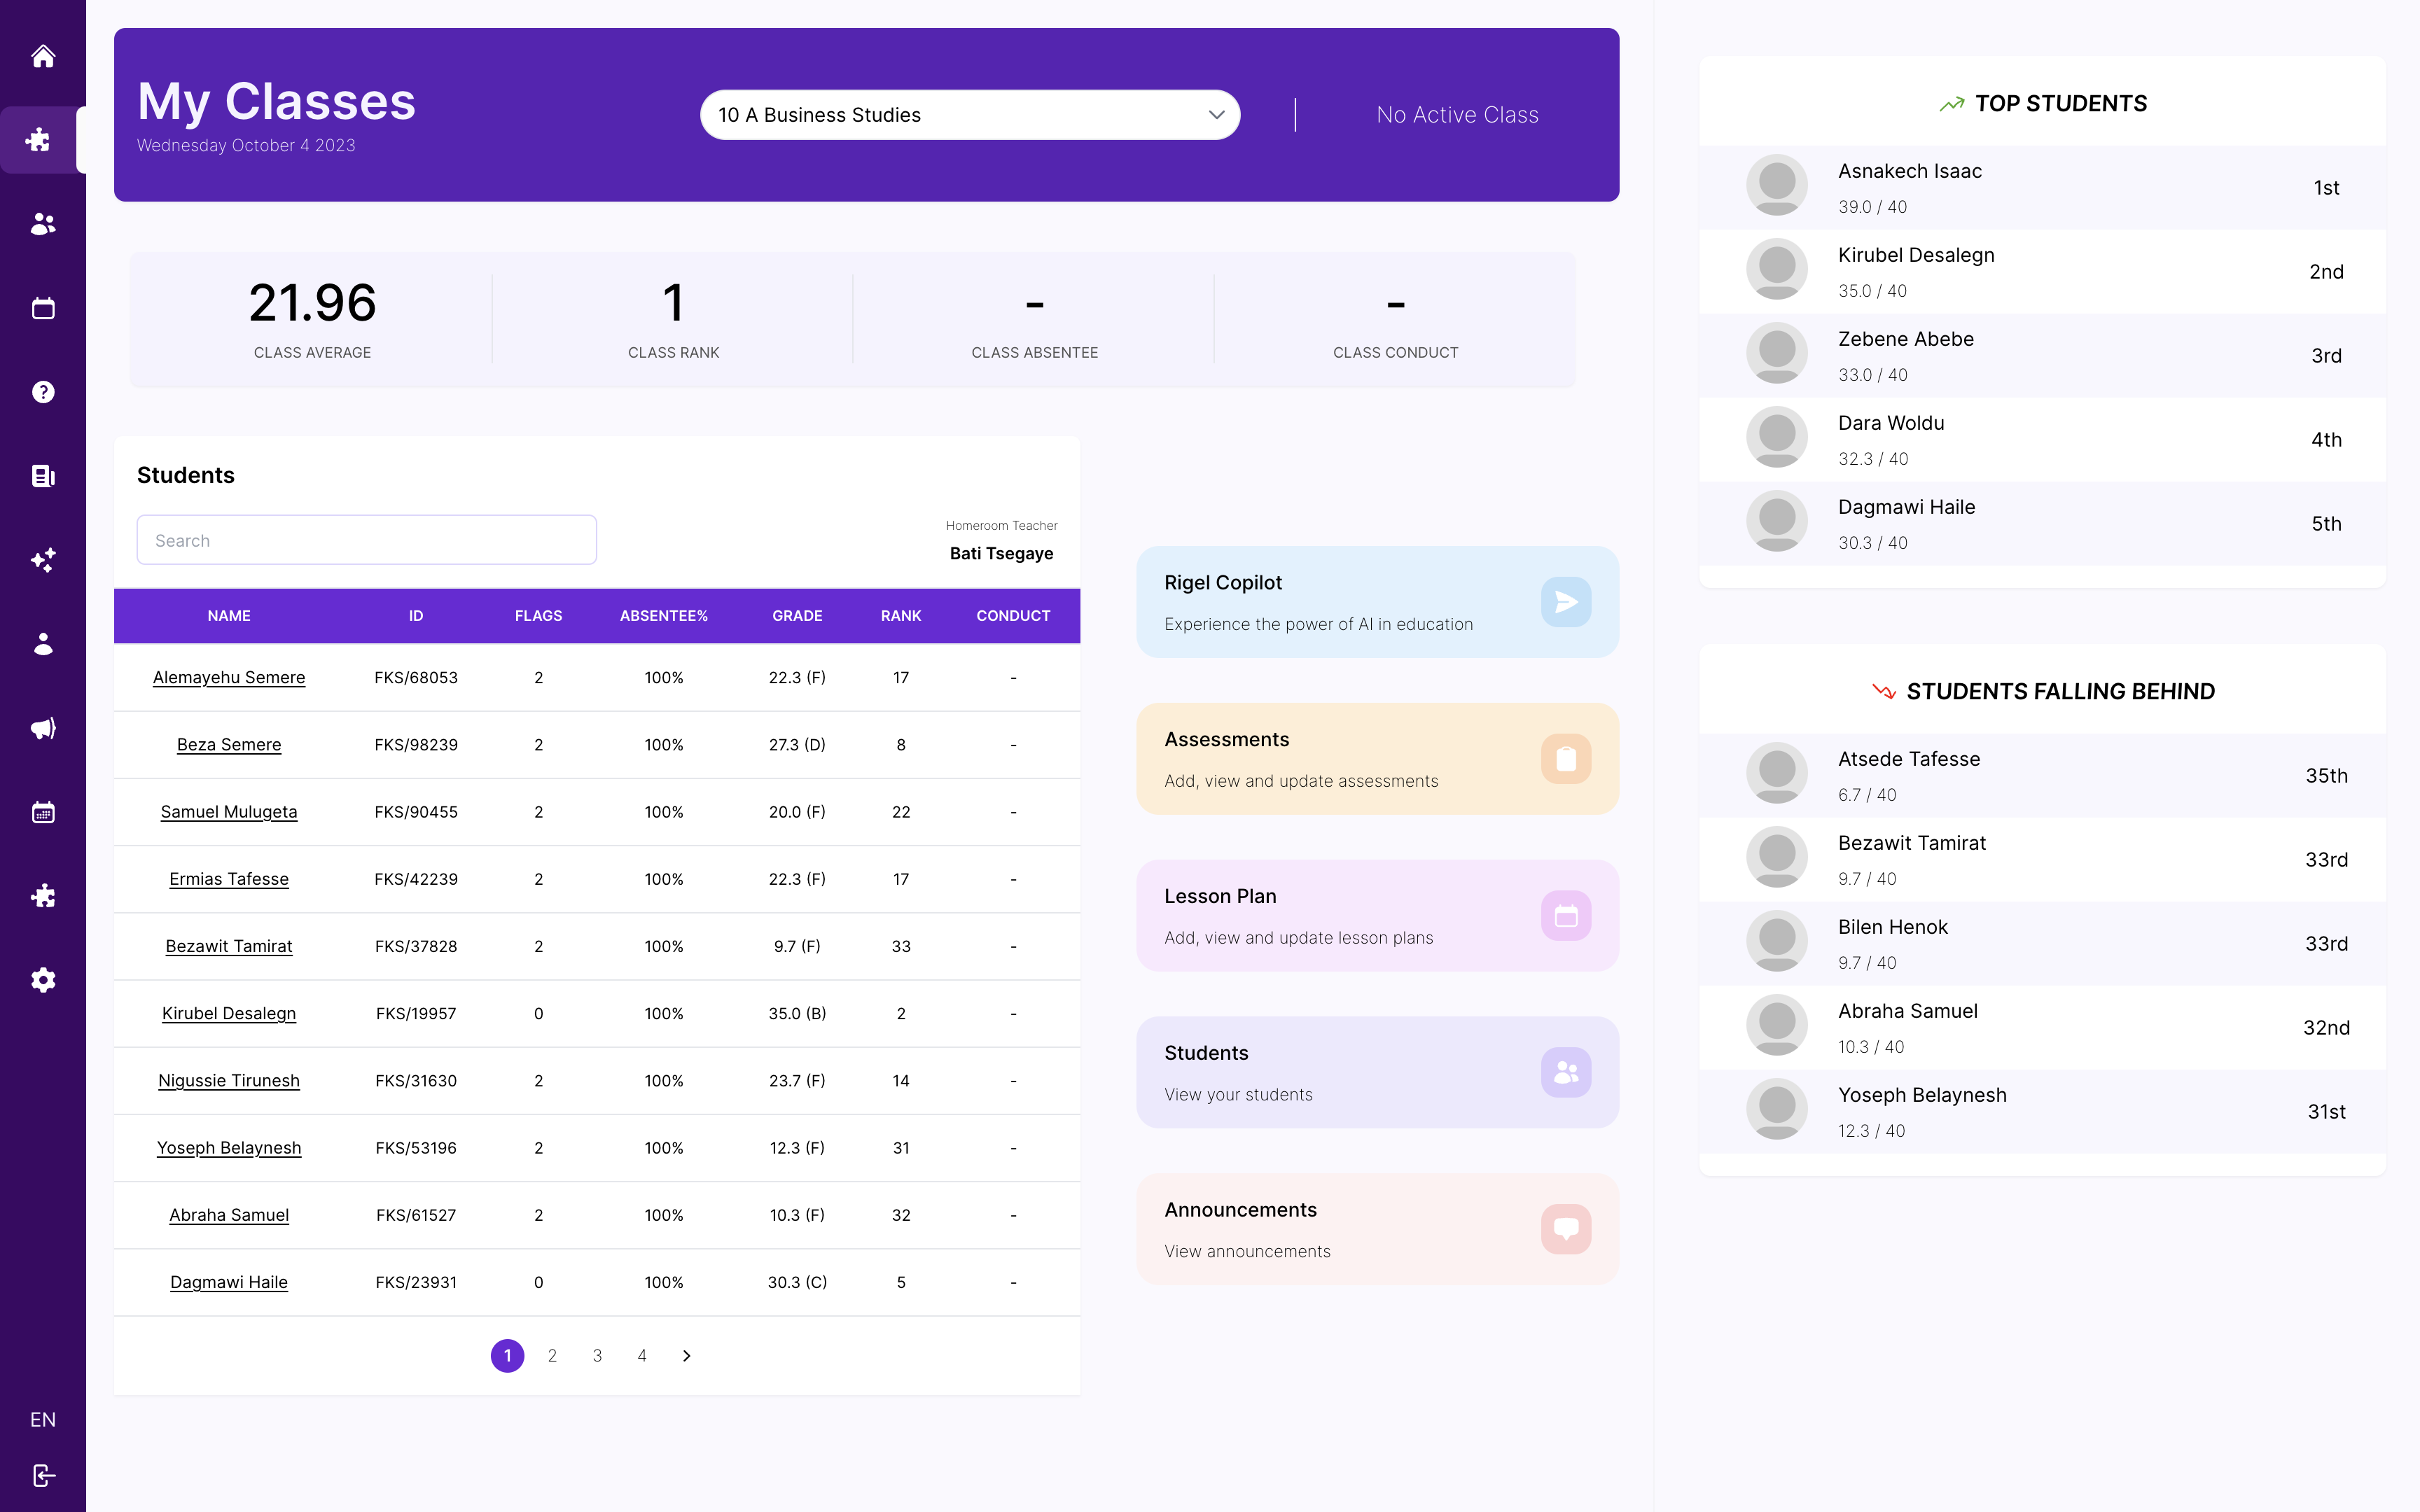 My Classes
Wednesday October 4 2023
10 A Business Studies
No Active Class
21.96
CLASS AVERAGE
1
CLASS RANK
-
CLASS ABSENTEE
-
CLASS CONDUCT
Students
Search
Homeroom Teacher
Bati Tsegaye
NAME ID FLAGS ABSENTEE% GRADE RANK CONDUCT
Alemayehu Semere FKS/68053 2 100% 22.3 (F) 17 -
Beza Semere FKS/98239 2 100% 27.3 (D) 8 -
Samuel Mulugeta FKS/90455 2 100% 20.0 (F) 22 -
Ermias Tafesse FKS/42239 2 100% 22.3 (F) 17 -
Bezawit Tamirat FKS/37828 2 100% 9.7 (F) 33 -
Kirubel Desalegn FKS/19957 0 100% 35.0 (B) 2 -
Nigussie Tirunesh FKS/31630 2 100% 23.7 (F) 14 -
Yoseph Belaynesh FKS/53196 2 100% 12.3 (F) 31 -
Abraha Samuel FKS/61527 2 100% 10.3 (F) 32 -
Dagmawi Haile FKS/23931 0 100% 30.3 (C) 5 -
1 2 3 4
Rigel Copilot
Experience the power of AI in education
Assessments
Add, view and update assessments
Lesson Plan
Add, view and update lesson plans
Students
View your students
Announcements
View announcements
TOP STUDENTS
Asnakech Isaac
39.0 / 40
1st
Kirubel Desalegn
35.0 / 40
2nd
Zebene Abebe
33.0 / 40
3rd
Dara Woldu
32.3 / 40
4th
Dagmawi Haile
30.3 / 40
5th
STUDENTS FALLING BEHIND
Atsede Tafesse
6.7 / 40
35th
Bezawit Tamirat
9.7 / 40
33rd
Bilen Henok
9.7 / 40
33rd
Abraha Samuel
10.3 / 40
32nd
Yoseph Belaynesh
12.3 / 40
31st
EN